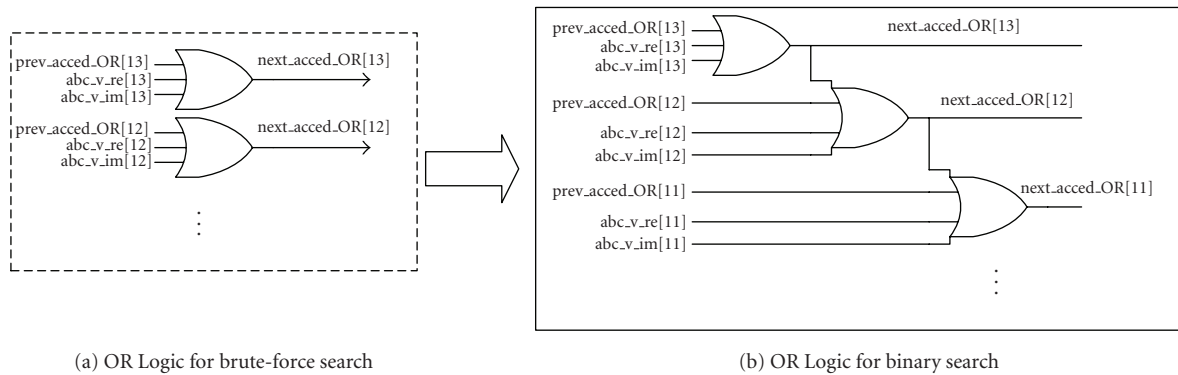 prev_acced_OR[13]
abc_v_re[13]
abc_v_im[13]
next_acced_OR[13]
prev_acced_OR[12]
abc_v_re[12]
abc_v_im[12]
next_acced_OR[12]
(a) OR Logic for brute-force search
prev_acced_OR[13]
abc_v_re[13]
abc_v_im[13]
next_acced_OR[13]
prev_acced_OR[12]
abc_v_re[12]
abc_v_im[12]
next_acced_OR[12]
prev_acced_OR[11]
abc_v_re[11]
abc_v_im[11]
next_acced_OR[11]
(b) OR Logic for binary search